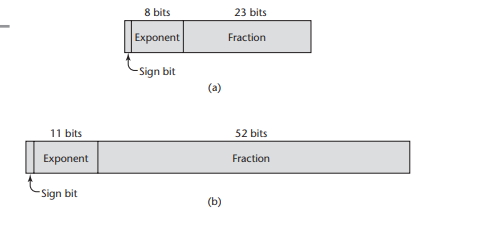 8 bits 23 bits
Exponent Fraction
Sign bit
(a)
11 bits 52 bits
Exponent Fraction
Sign bit
(b)